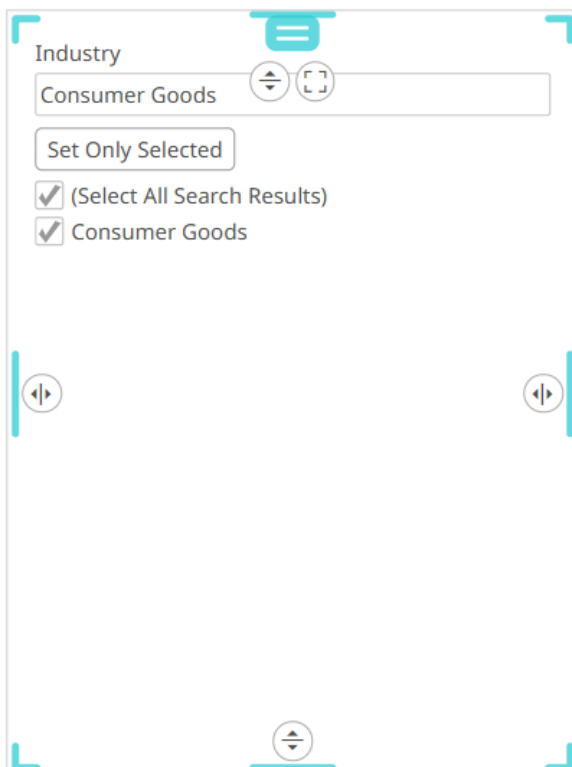 Industry
Consumer Goods
Set Only Selected
(Select All Search Results)
Consumer Goods